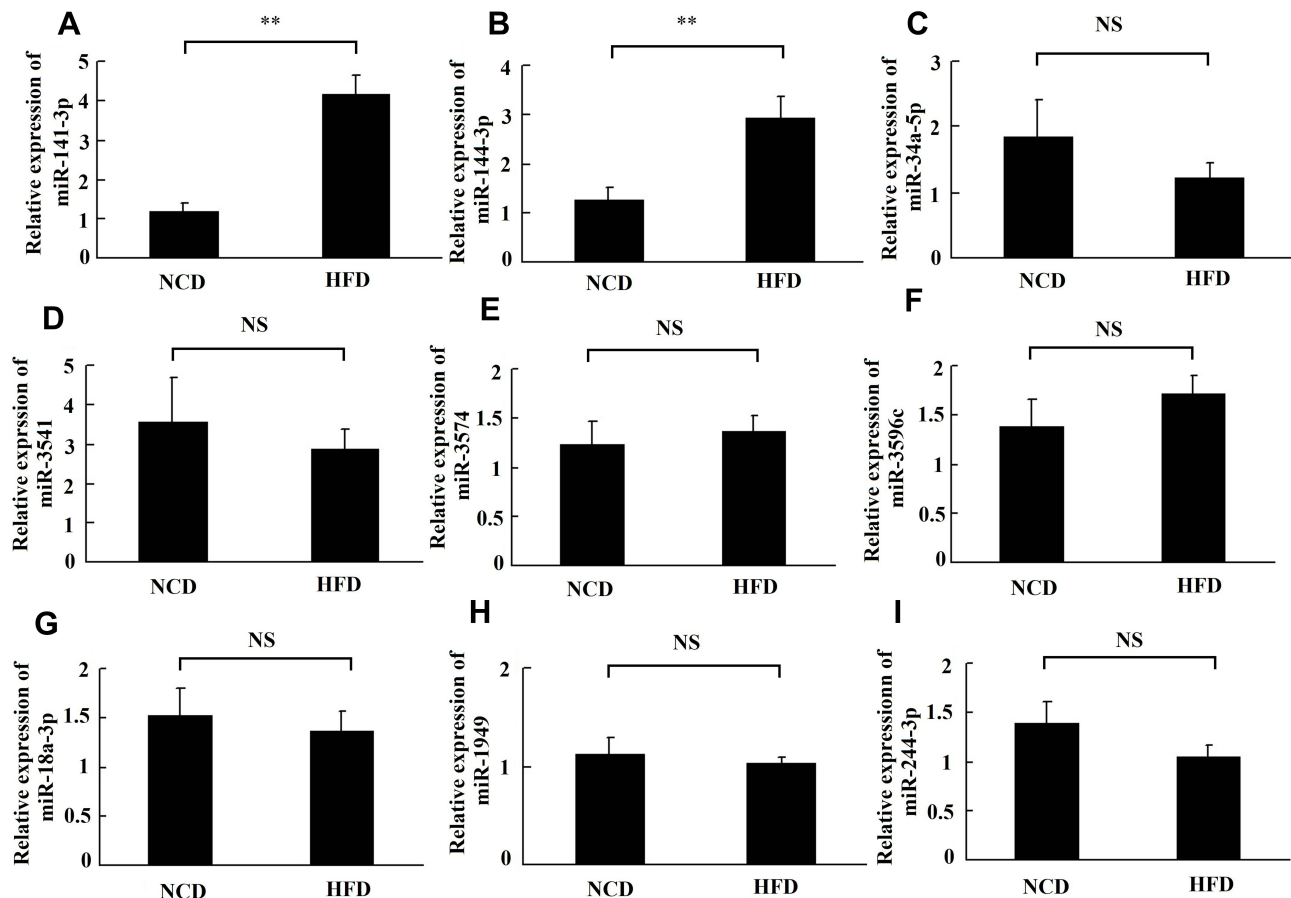 A
**
Relative expression of
miR-141-3p
5
4
3
2
1
0
NCD
HFD
B
**
Relative expression of
miR-144-3p
4
3
2
1
0
NCD
HFD
C
NS
Relative expression of
miR-34a-5p
3
2
1
0
NCD
HFD
D
NS
Relative exprssion of
miR-3541
5
4
3
2
1
0
NCD
HFD
E
NS
Relative expression of
miR-3574
2
1.5
1
0.5
0
NCD
HFD
F
NS
Relative expression of
miR-3596c
2
1.5
1
0.5
0
NCD
HFD
G
NS
Relative expression of
miR-18a-3p
2
1.5
1
0.5
0
NCD
HFD
H
NS
Relative expression of
miR-1949
2
1
0
NCD
HFD
I
NS
Relative expressionn of
miR-244-3p
2
1.5
1
0.5
0
NCD
HFD